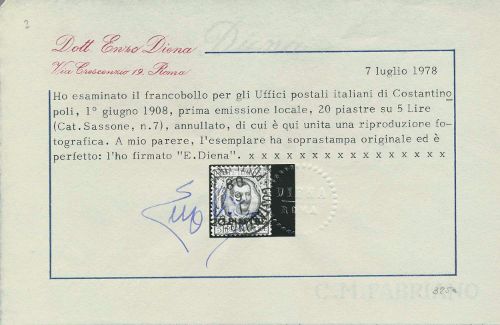 Dott. Enzo Diena
Via Crescenzio 19. Roma
7 luglio 1978
Ho esaminato il francobollo per gli Uffici postali italiani di Costantino
poli, 1° giugno 1908, prima emissione locale, 20 piastre su 5 Lire
(Cat.Sassone, n.7), annullato, di cui è qui unita una riproduzione fo-
tografica. A mio parere, l'esemplare ha soprastampa originale ed è
perfetto: l'ho firmato "E.Diena". x x x x x x x x x x x x x x x x
DIENA
ROMA
C.M.FABRIANO